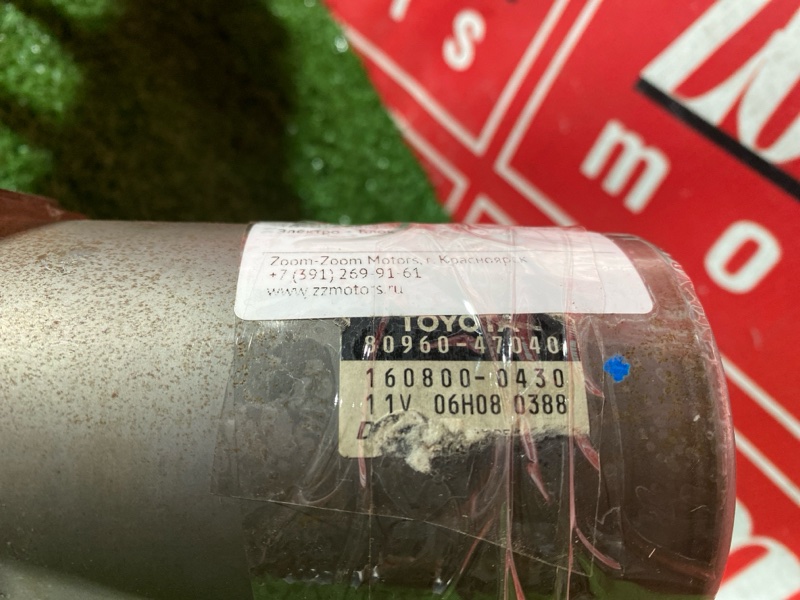 s
m
o
Zoom-Zoom Motors, г. Красноярск
+7 (391) 269-91-61
www.zzmotors.ru
TOYOTA
80960-47040
160800-0430
11V 06H08 0388